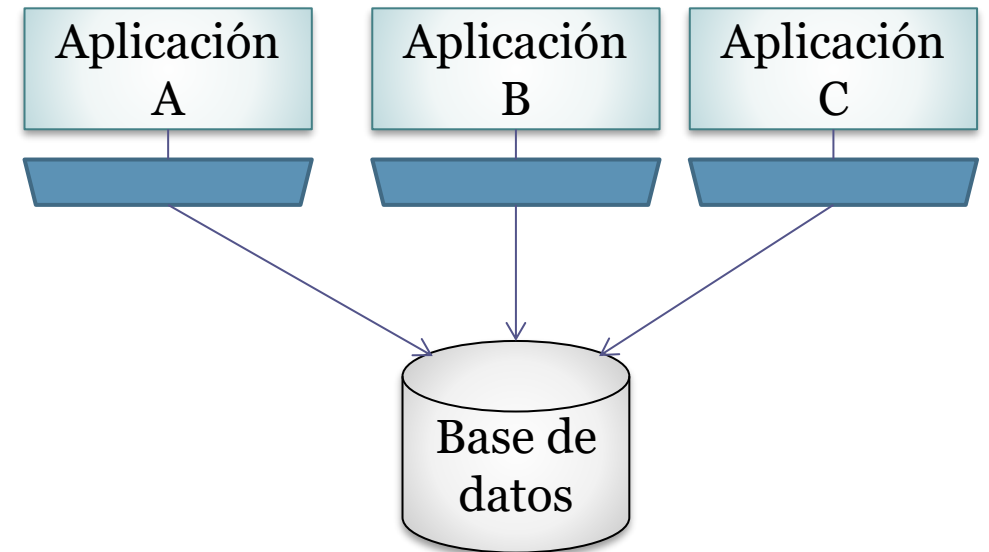 Aplicación
A
Aplicación
B
Aplicación
C
Base de
datos